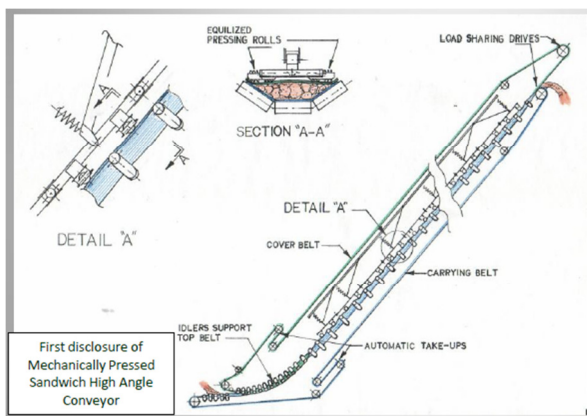 EQUILIZED
PRESSING ROLLS
LOAD SHARING DRIVES
A
A
SECTION "A-A"
DETAIL "A"
DETAIL "A"
COVER BELT
CARRYING BELT
IDLERS SUPPORT
TOP BELT
AUTOMATIC TAKE-UPS
First disclosure of
Mechanically Pressed
Sandwich High Angle
Conveyor